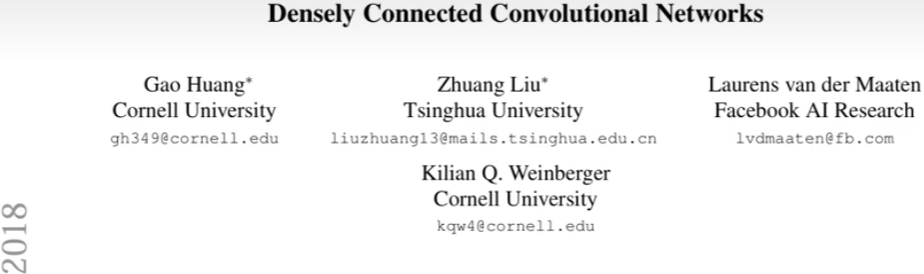 Densely Connected Convolutional Networks
Gao Huang* Zhuang Liu* Laurens van der Maaten
Cornell University Tsinghua University Facebook AI Research
gh349@cornell.edu liuzhuang13@mails.tsinghua.edu.cn lvdmaaten@fb.com
Kilian Q. Weinberger
Cornell University
kqw4@cornell.edu
2018